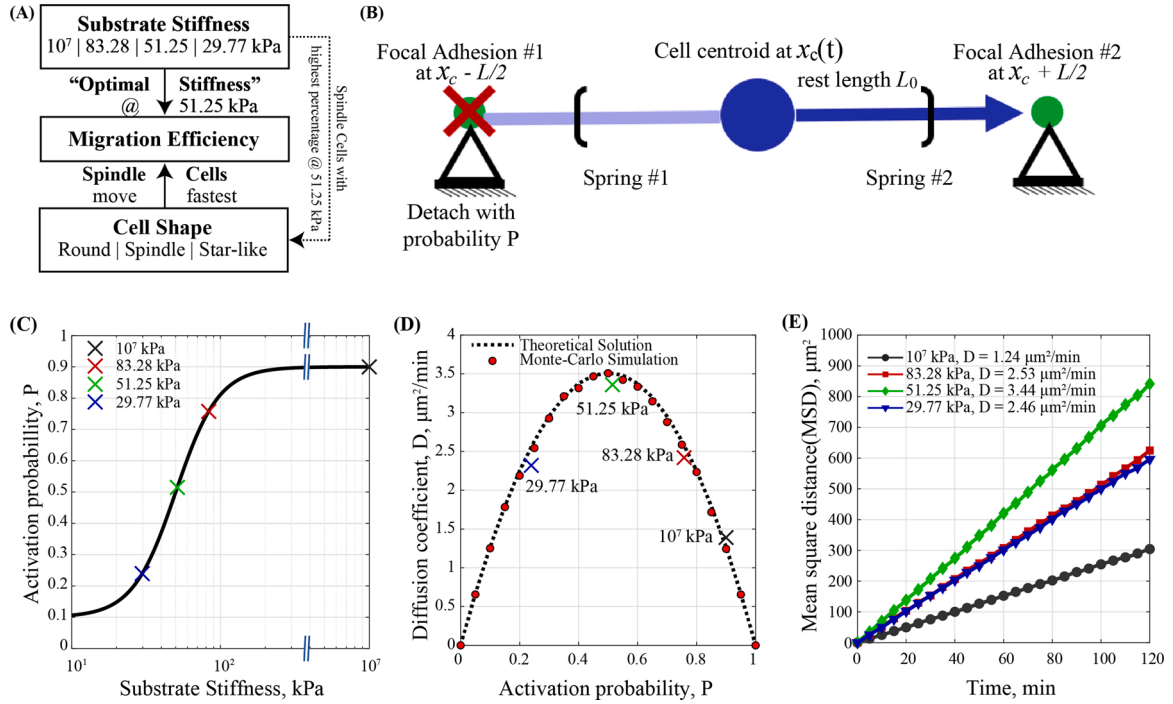 (A)
Substrate Stiffness
10⁷ | 83.28 | 51.25 | 29.77 kPa
“Optimal Stiffness”
@ 51.25 kPa
Migration Efficiency
Spindle Cells
move fastest
Cell Shape
Round | Spindle | Star-like
Spindle Cells with
highest percentage @ 51.25 kPa
(B)
Focal Adhesion #1
at x_c - L/2
Cell centroid at x_c(t)
rest length L₀
Focal Adhesion #2
at x_c + L/2
Spring #1
Spring #2
Detach with
probability P
(C)
Activation probabillity, P
1
0.9
0.8
0.7
0.6
0.5
0.4
0.3
0.2
0.1
0
10⁷ kPa
83.28 kPa
51.25 kPa
29.77 kPa
10¹
10²
10⁷
Substrate Stiffness, kPa
(D)
Diffusion coefficient, D, μm²/min
4
3.5
3
2.5
2
1.5
1
0.5
0
Theoretical Solution
Monte-Carlo Simulation
51.25 kPa
83.28 kPa
29.77 kPa
10⁷ kPa
0
0.2
0.4
0.6
0.8
1
Activation probability, P
(E)
Mean square distance(MSD), μm²
1000
900
800
700
600
500
400
300
200
100
0
10⁷ kPa, D = 1.24 μm²/min
83.28 kPa, D = 2.53 μm²/min
51.25 kPa, D = 3.44 μm²/min
29.77 kPa, D = 2.46 μm²/min
0
20
40
60
80
100
120
Time, min